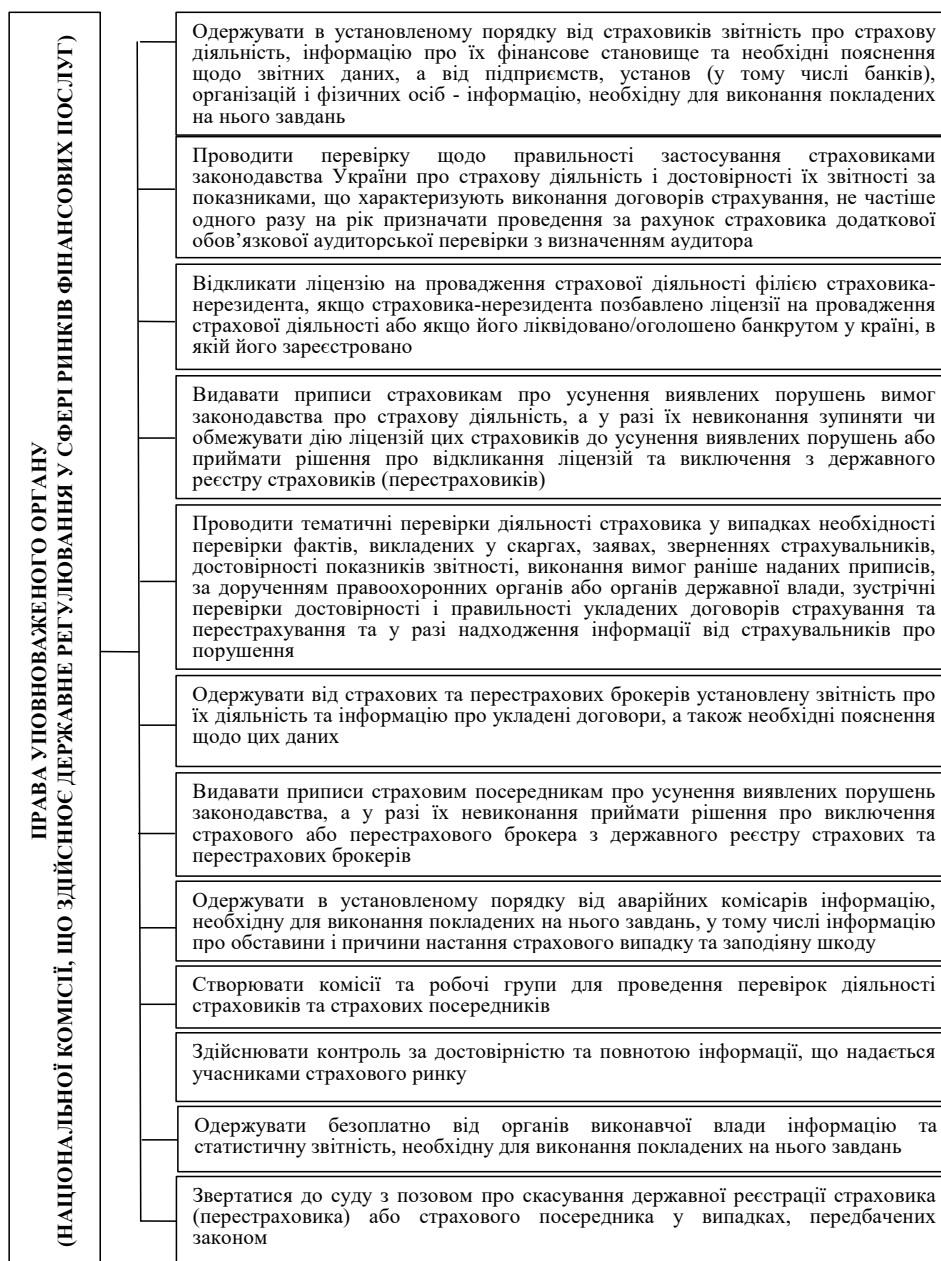 ПРАВА УПОВНОВАЖЕНОГО ОРГАНУ
(НАЦІОНАЛЬНОЇ КОМІСІЇ, ЩО ЗДІЙСНЮЄ ДЕРЖАВНЕ РЕГУЛЮВАННЯ У СФЕРІ РИНКІВ ФІНАНСОВИХ ПОСЛУГ)
Одержувати в установленому порядку від страховиків звітність про страхову
діяльність, інформацію про їх фінансове становище та необхідні пояснення
щодо звітних даних, а від підприємств, установ (у тому числі банків),
організацій і фізичних осіб - інформацію, необхідну для виконання покладених
на нього завдань
Проводити перевірку щодо правильності застосування страховиками
законодавства України про страхову діяльність і достовірності їх звітності за
показниками, що характеризують виконання договорів страхування, не частіше
одного разу на рік призначати проведення за рахунок страховика додаткової
обов’язкової аудиторської перевірки з визначенням аудитора
Відкликати ліцензію на провадження страхової діяльності філією страховика-
нерезидента, якщо страховика-нерезидента позбавлено ліцензії на провадження
страхової діяльності або якщо його ліквідовано/оголошено банкрутом у країні, в
якій його зареєстровано
Видавати приписи страховикам про усунення виявлених порушень вимог
законодавства про страхову діяльність, а у разі їх невиконання зупиняти чи
обмежувати дію ліцензій цих страховиків до усунення виявлених порушень або
приймати рішення про відкликання ліцензій та виключення з державного
реєстру страховиків (перестраховиків)
Проводити тематичні перевірки діяльності страховика у випадках необхідності
перевірки фактів, викладених у скаргах, заявах, зверненнях страхувальників,
достовірності показників звітності, виконання вимог раніше наданих приписів,
за дорученням правоохоронних органів або органів державної влади, зустрічні
перевірки достовірності і правильності укладених договорів страхування та
перестрахування та у разі надходження інформації від страхувальників про
порушення
Одержувати від страхових та перестрахових брокерів установлену звітність про
їх діяльність та інформацію про укладені договори, а також необхідні пояснення
щодо цих даних
Видавати приписи страховим посередникам про усунення виявлених порушень
законодавства, а у разі їх невиконання приймати рішення про виключення
страхового або перестрахового брокера з державного реєстру страхових та
перестрахових брокерів
Одержувати в установленому порядку від аварійних комісарів інформацію,
необхідну для виконання покладених на нього завдань, у тому числі інформацію
про обставини і причини настання страхового випадку та заподіяну шкоду
Створювати комісії та робочі групи для проведення перевірок діяльності
страховиків та страхових посередників
Здійснювати контроль за достовірністю та повнотою інформації, що надається
учасниками страхового ринку
Одержувати безоплатно від органів виконавчої влади інформацію та
статистичну звітність, необхідну для виконання покладених на нього завдань
Звертатися до суду з позовом про скасування державної реєстрації страховика
(перестраховика) або страхового посередника у випадках, передбачених
законом